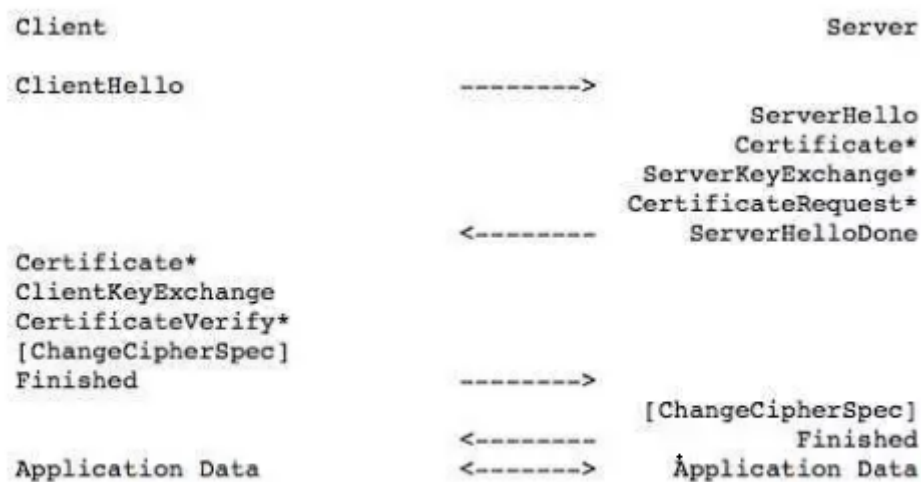 Client Server
ClientHello -------->
ServerHello
Certificate*
ServerKeyExchange*
CertificateRequest*
<-------- ServerHelloDone
Certificate*
ClientKeyExchange
CertificateVerify*
[ChangeCipherSpec]
Finished -------->
[ChangeCipherSpec]
<-------- Finished
Application Data <-------> Application Data